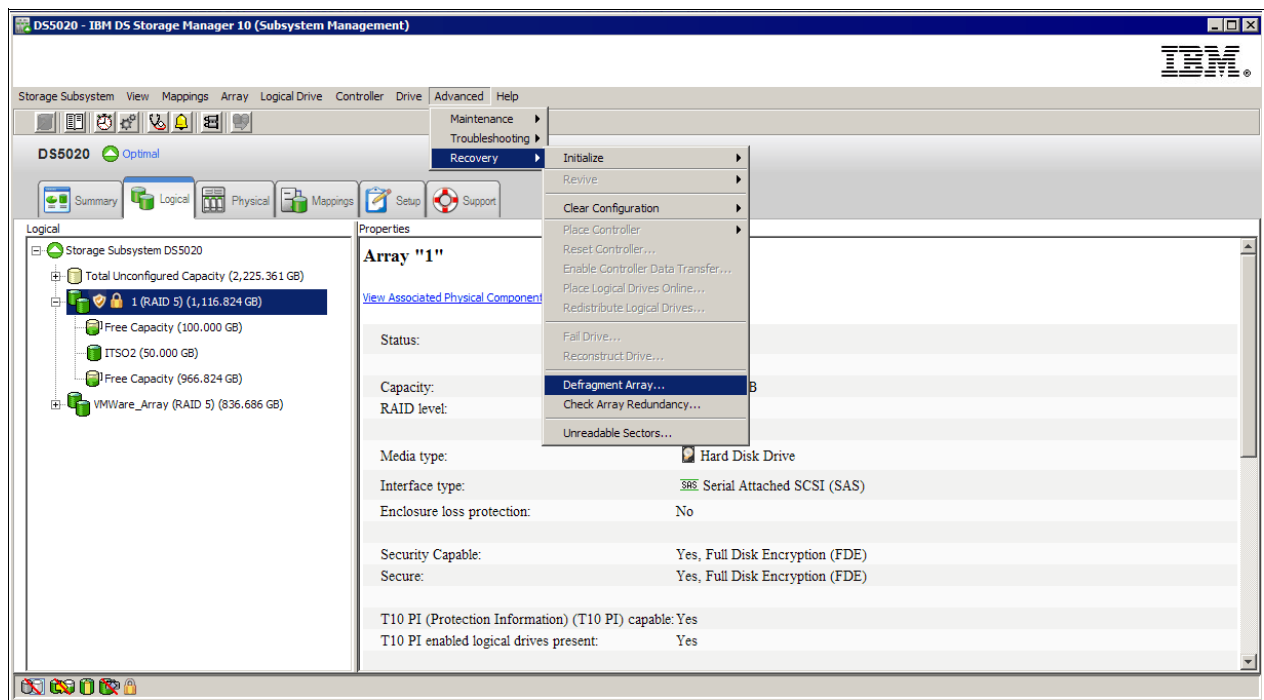 DS5020 - IBM DS Storage Manager 10 (Subsystem Management)
IBM®
Storage Subsystem View Mappings Array Logical Drive Controller Drive Advanced Help
Maintenance
Troubleshooting
Recovery
DS5020 Optimal
Initialize
Revive
Clear Configuration
Place Controller
Reset Controller...
Enable Controller Data Transfer...
Place Logical Drives Online...
Redistribute Logical Drives...
Fail Drive...
Reconstruct Drive...
Defragment Array...
Check Array Redundancy...
Unreadable Sectors...
Summary Logical Physical Mappings Setup Support
Logical
Storage Subsystem DS5020
Total Unconfigured Capacity (2,225.361 GB)
1 (RAID 5) (1,116.824 GB)
Free Capacity (100.000 GB)
ITSO2 (50.000 GB)
Free Capacity (966.824 GB)
VMWare_Array (RAID 5) (836.686 GB)
Properties
Array "1"
View Associated Physical Component
Status:
Capacity: B
RAID level:
Media type: Hard Disk Drive
Interface type: SAS Serial Attached SCSI (SAS)
Enclosure loss protection: No
Security Capable: Yes, Full Disk Encryption (FDE)
Secure: Yes, Full Disk Encryption (FDE)
T10 PI (Protection Information) (T10 PI) capable: Yes
T10 PI enabled logical drives present: Yes